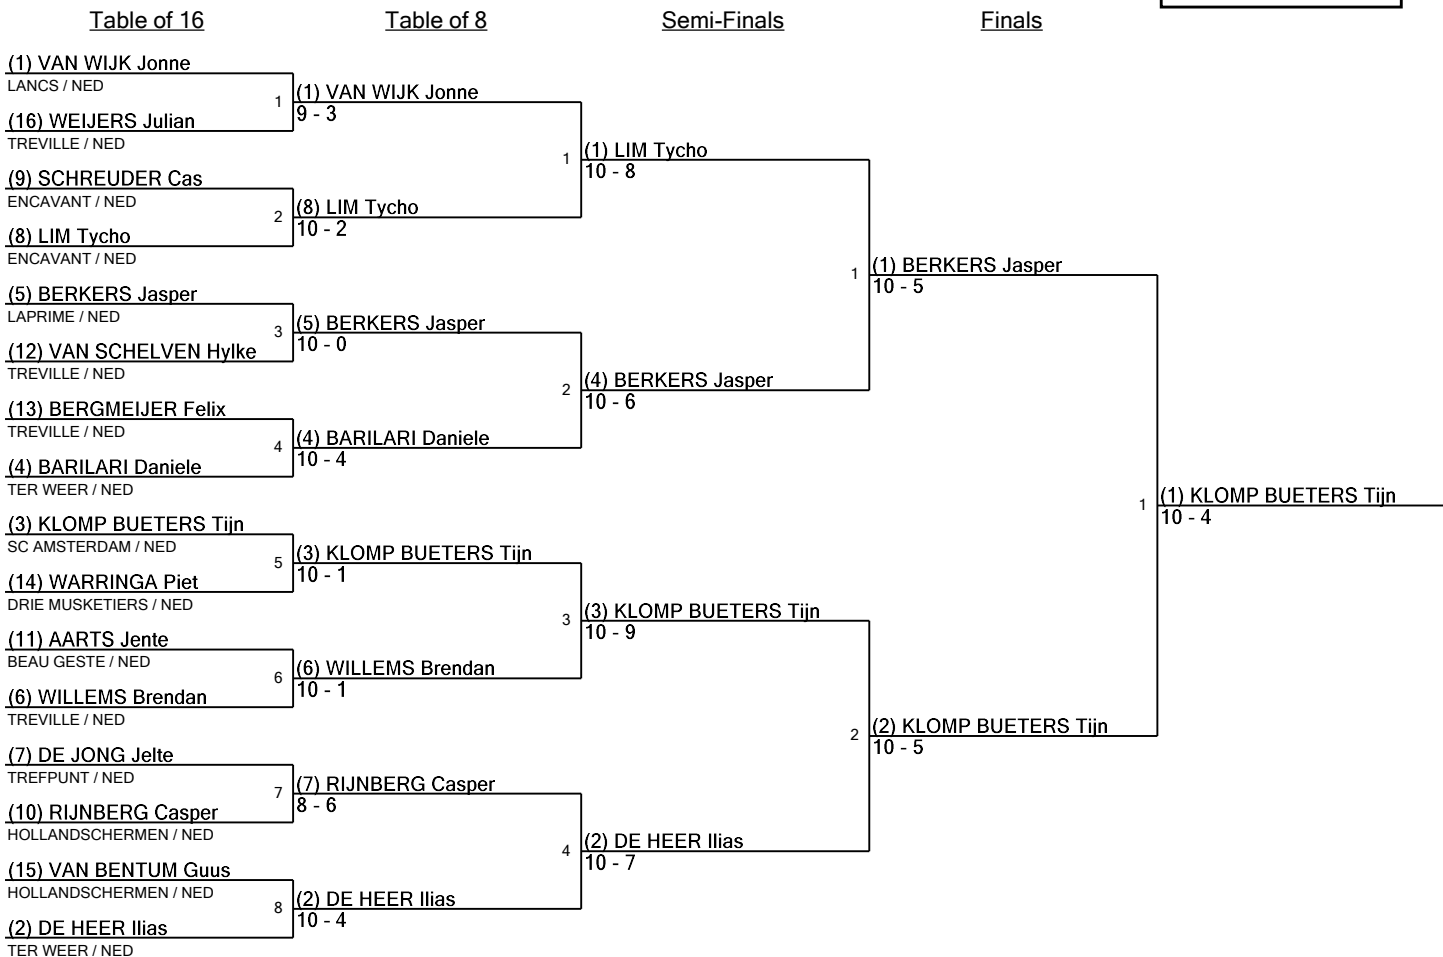 Table of 16
Table of 8
Semi-Finals
Finals
(1) VAN WIJK Jonne
LANCS / NED
(16) WEIJERS Julian
TREVILLE / NED
(9) SCHREUDER Cas
ENCAVANT / NED
(8) LIM Tycho
ENCAVANT / NED
(5) BERKERS Jasper
LAPRIME / NED
(12) VAN SCHELVEN Hylke
TREVILLE / NED
(13) BERGMEIJER Felix
TREVILLE / NED
(4) BARILARI Daniele
TER WEER / NED
(3) KLOMP BUETERS Tijn
SC AMSTERDAM / NED
(14) WARRINGA Piet
DRIE MUSKETIERS / NED
(11) AARTS Jente
BEAU GESTE / NED
(6) WILLEMS Brendan
TREVILLE / NED
(7) DE JONG Jelte
TREFPUNT / NED
(10) RIJNBERG Casper
HOLLANDSCHERMEN / NED
(15) VAN BENTUM Guus
HOLLANDSCHERMEN / NED
(2) DE HEER Ilias
TER WEER / NED
1
(1) VAN WIJK Jonne
9 - 3
2
(8) LIM Tycho
10 - 2
3
(5) BERKERS Jasper
10 - 0
4
(4) BARILARI Daniele
10 - 4
5
(3) KLOMP BUETERS Tijn
10 - 1
6
(6) WILLEMS Brendan
10 - 1
7
(7) RIJNBERG Casper
8 - 6
8
(2) DE HEER Ilias
10 - 4
1
(1) LIM Tycho
10 - 8
2
(4) BERKERS Jasper
10 - 6
3
(3) KLOMP BUETERS Tijn
10 - 9
4
(2) DE HEER Ilias
10 - 7
1
(1) BERKERS Jasper
10 - 5
2
(2) KLOMP BUETERS Tijn
10 - 5
1
(1) KLOMP BUETERS Tijn
10 - 4